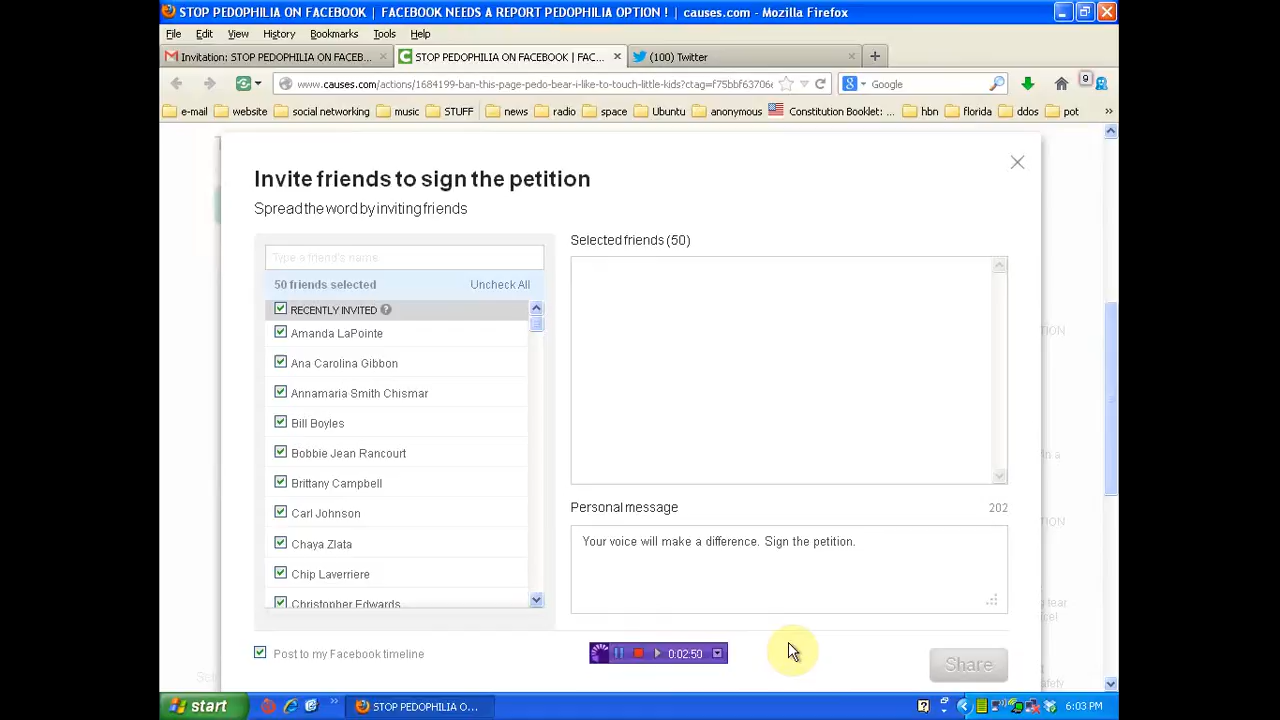 STOP PEDOPHILIA ON FACEBOOK | FACEBOOK NEEDS A REPORT PEDOPHILIA OPTION ! | causes.com - Mozilla Firefox
File Edit View History Bookmarks Tools Help
Invitation: STOP PEDOPHILIA ON FACEB... STOP PEDOPHILIA ON FACEBOOK | FAC... (100) Twitter
www.causes.com/actions/1684199-ban-this-page-pedo-bear-i-like-to-touch-little-kids?ctag=f75bbf63706e Google 9
e-mail website social networking music STUFF news radio space Ubuntu anonymous Constitution Booklet: ... hbn florida ddos pot
Invite friends to sign the petition
Spread the word by inviting friends
Type a friend's name
50 friends selected Uncheck All
RECENTLY INVITED ?
Amanda LaPointe
Ana Carolina Gibbon
Annamaria Smith Chismar
Bill Boyles
Bobbie Jean Rancourt
Brittany Campbell
Carl Johnson
Chaya Zlata
Chip Laverriere
Christopher Edwards
Selected friends (50)
Personal message 202
Your voice will make a difference. Sign the petition.
Post to my Facebook timeline
0:02:50
Share
start STOP PEDOPHILIA O... 6:03 PM